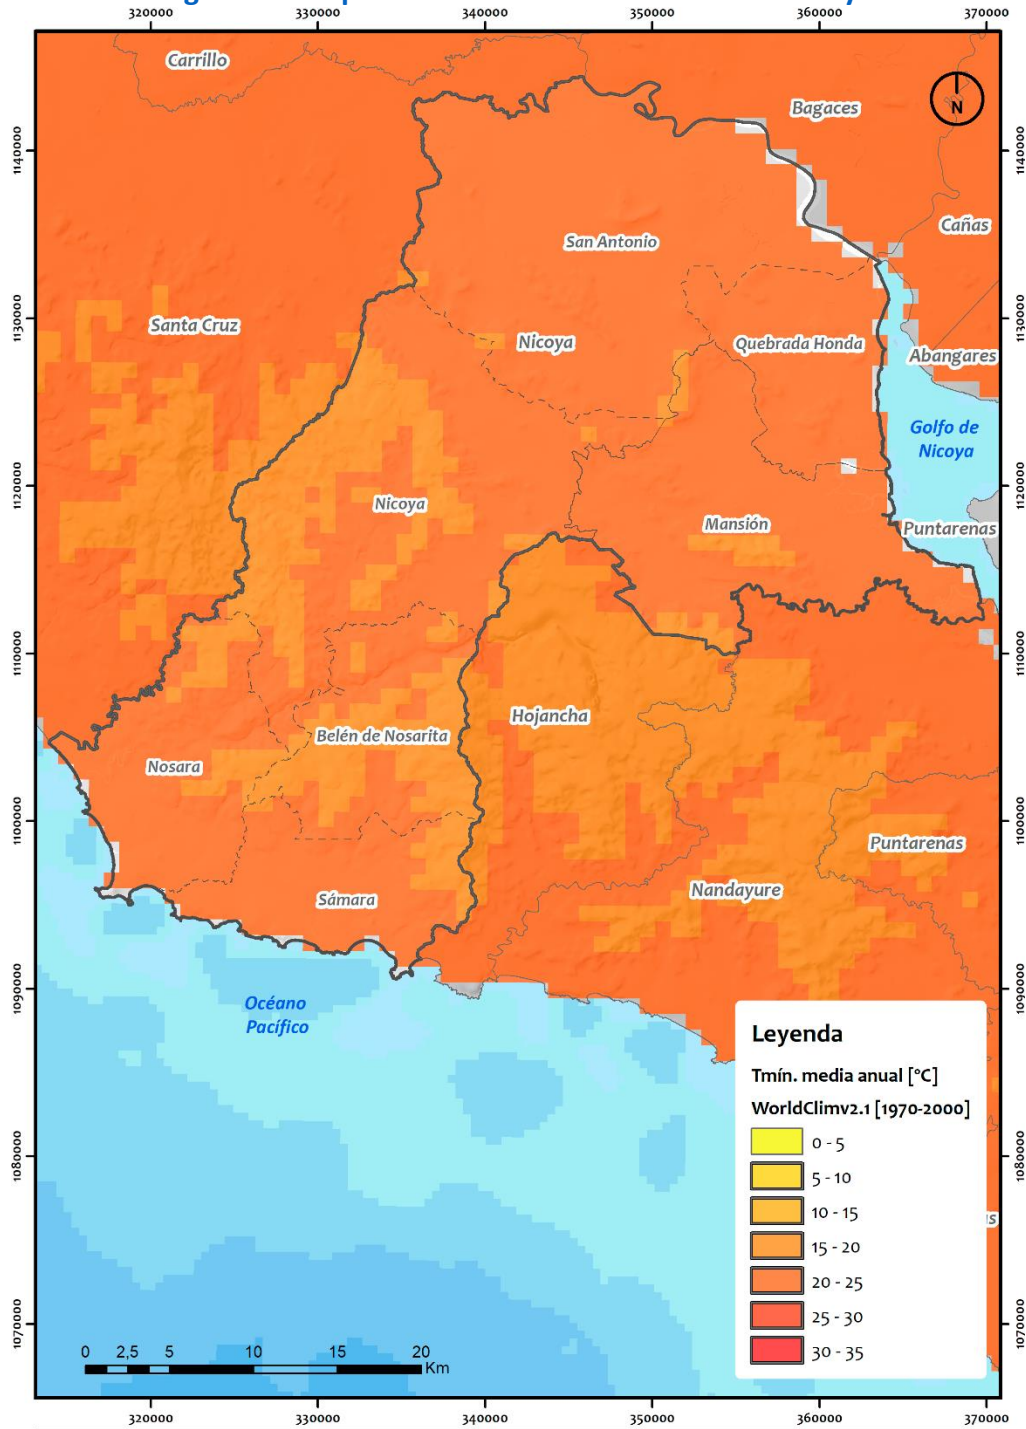 320000 330000 340000 350000 360000 370000
Carrillo
Bagaces
N
1140000 1140000
Cañas
San Antonio
1130000 1130000
Santa Cruz
Nicoya
Quebrada Honda
Abangares
Golfo de
Nicoya
1120000 1120000
Nicoya
Mansión
Puntarenas
1110000 1110000
Hojancha
Belén de Nosarita
Nosara
1100000 1100000
Puntarenas
Nandayure
Sámara
1090000 1090000
Océano
Pacífico
Leyenda
Tmín. media anual [°C]
WorldClimv2.1 [1970-2000]
0 - 5
5 - 10
10 - 15
15 - 20
20 - 25
25 - 30
30 - 35
1080000 1080000
1070000 1070000
0 2,5 5 10 15 20
Km
320000 330000 340000 350000 360000 370000